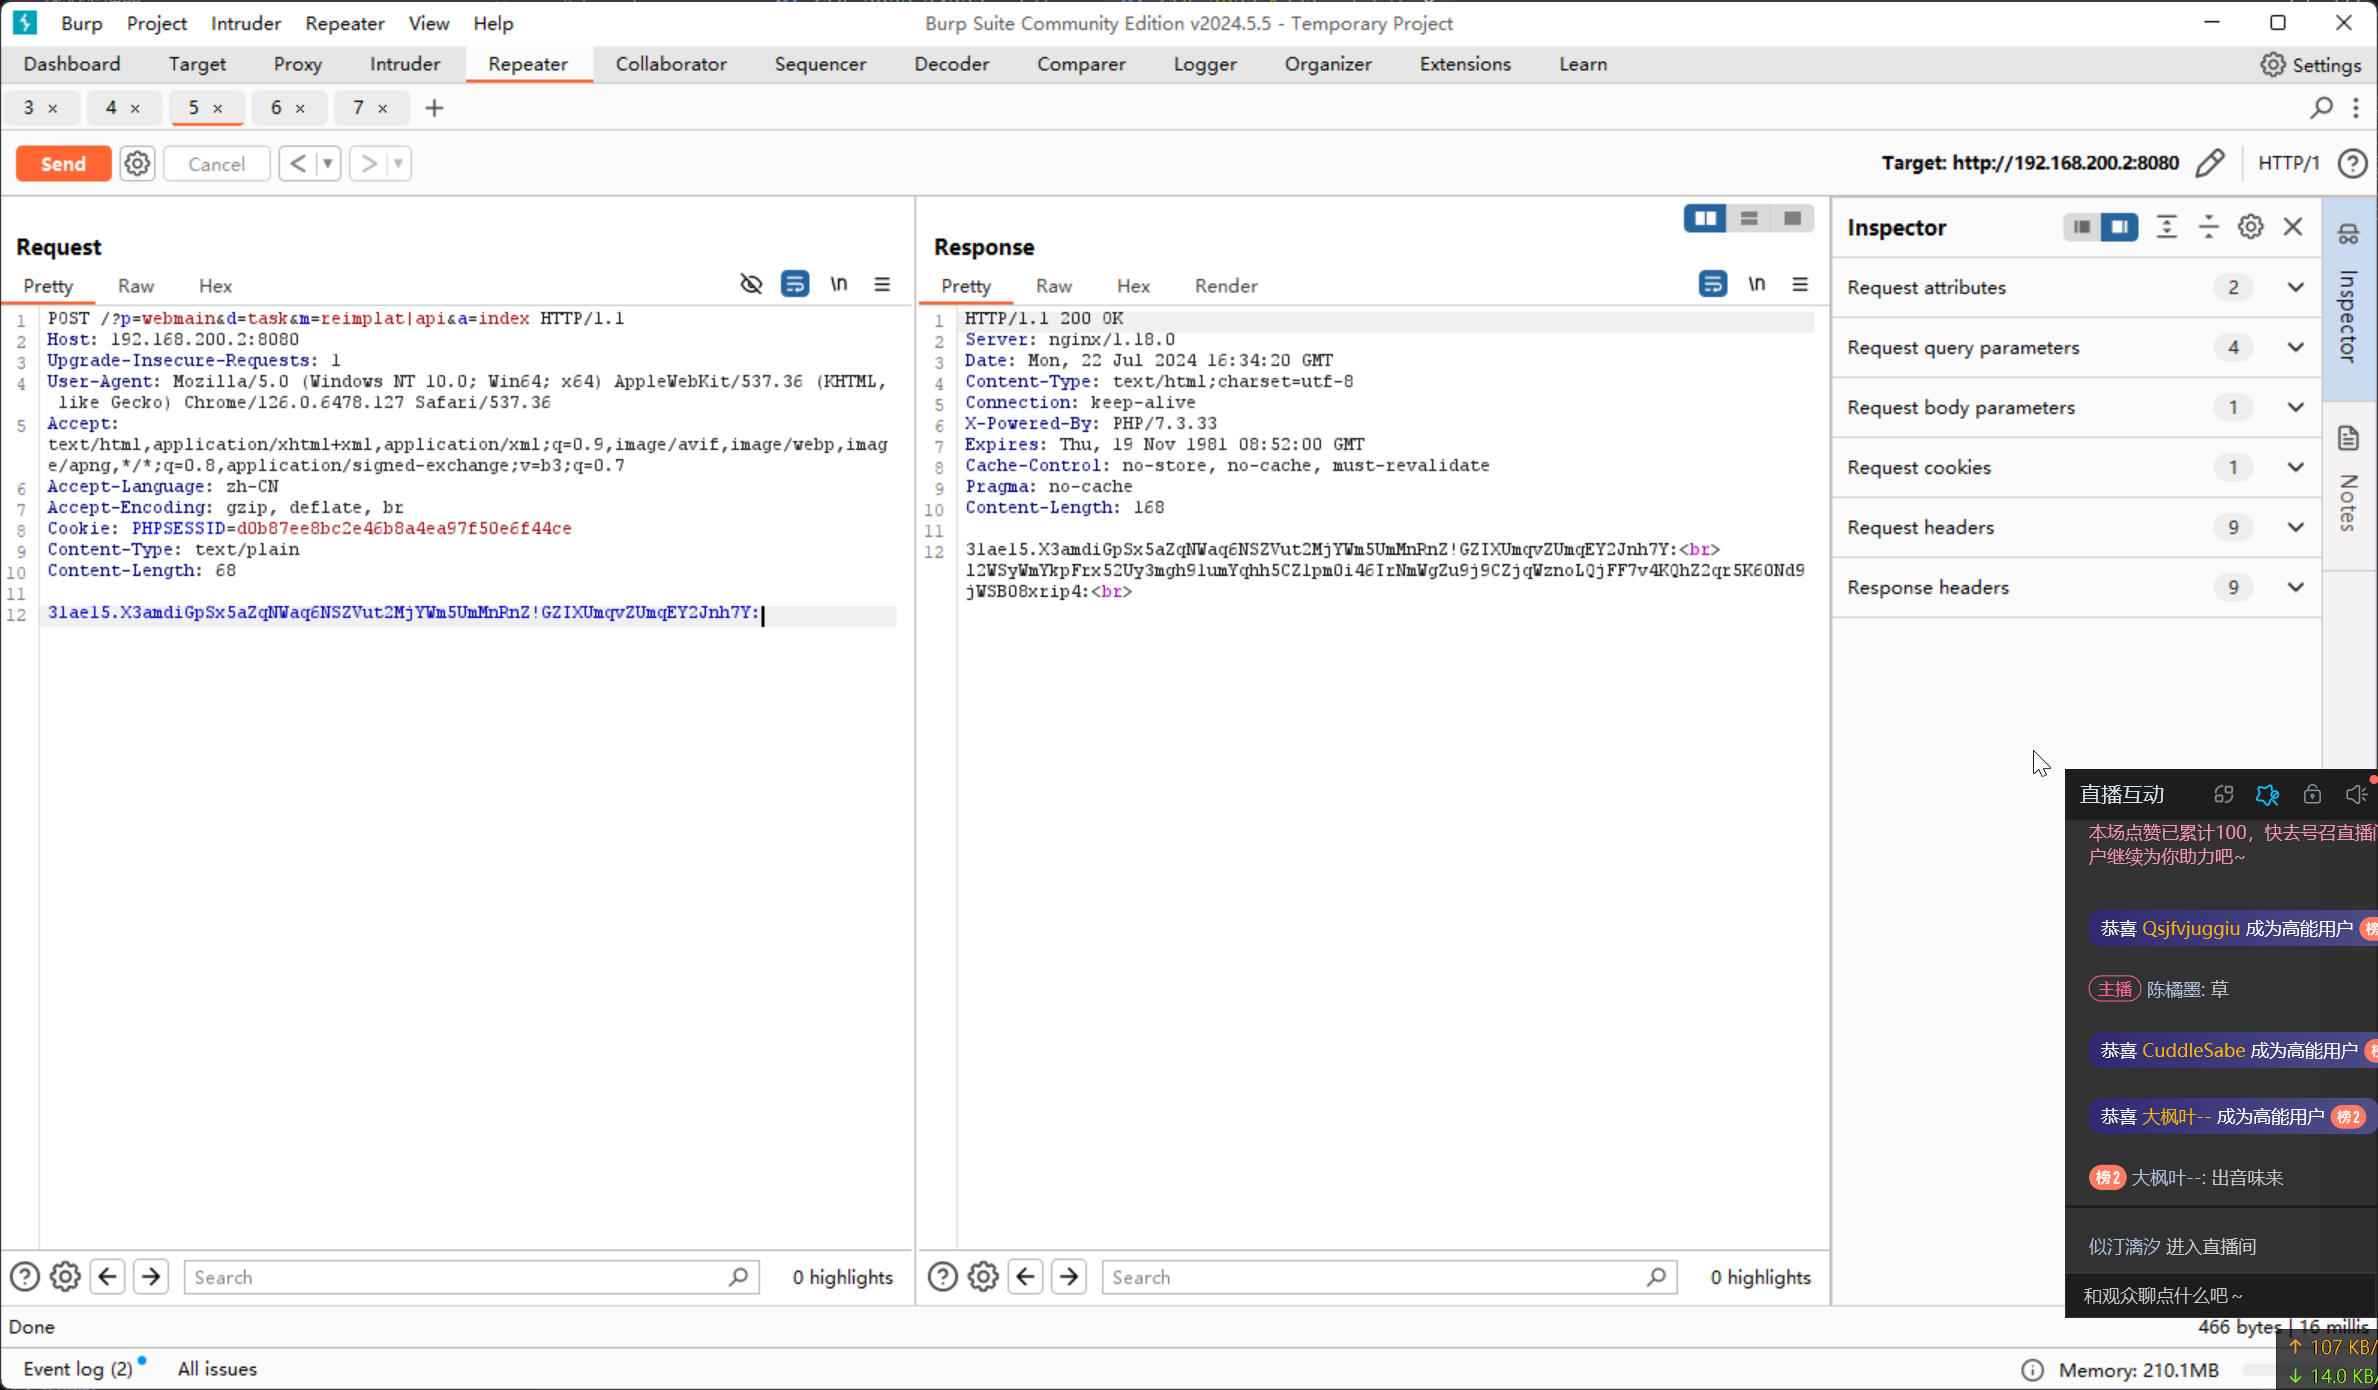 Burp Project Intruder Repeater View Help Burp Suite Community Edition v2024.5.5 - Temporary Project
Dashboard Target Proxy Intruder Repeater Collaborator Sequencer Decoder Comparer Logger Organizer Extensions Learn Settings
3 × 4 × 5 × 6 × 7 × +
Send Cancel < > Target: http://192.168.200.2:8080 HTTP/1
Request
Pretty Raw Hex \n
1 POST /?p=webmain&d=task&m=reimplat|api&a=index HTTP/1.1
2 Host: 192.168.200.2:8080
3 Upgrade-Insecure-Requests: 1
4 User-Agent: Mozilla/5.0 (Windows NT 10.0; Win64; x64) AppleWebKit/537.36 (KHTML,
like Gecko) Chrome/126.0.6478.127 Safari/537.36
5 Accept:
text/html,application/xhtml+xml,application/xml;q=0.9,image/avif,image/webp,imag
e/apng,*/*;q=0.8,application/signed-exchange;v=b3;q=0.7
6 Accept-Language: zh-CN
7 Accept-Encoding: gzip, deflate, br
8 Cookie: PHPSESSID=d0b87ee8bc2e46b8a4ea97f50e6f44ce
9 Content-Type: text/plain
10 Content-Length: 68
11
12
Search 0 highlights
Response
Pretty Raw Hex Render \n
1 HTTP/1.1 200 OK
2 Server: nginx/1.18.0
3 Date: Mon, 22 Jul 2024 16:34:20 GMT
4 Content-Type: text/html;charset=utf-8
5 Connection: keep-alive
6 X-Powered-By: PHP/7.3.33
7 Expires: Thu, 19 Nov 1981 08:52:00 GMT
8 Cache-Control: no-store, no-cache, must-revalidate
9 Pragma: no-cache
10 Content-Length: 168
11
12
Search 0 highlights
Inspector
Request attributes 2
Request query parameters 4
Request body parameters 1
Request cookies 1
Request headers 9
Response headers 9
Inspector
Notes
直播互动
本场点赞已累计100，快去号召直播
户继续为你助力吧~
恭喜 Qsjfvjuggiu 成为高能用户 榜
主播 陈橘墨: 草
恭喜 CuddleSabe 成为高能用户
恭喜 大枫叶-- 成为高能用户 榜2
榜2 大枫叶--: 出音味来
似汀漓汐 进入直播间
和观众聊点什么吧~
Done
466 bytes | 16 millis
Event log (2) All issues Memory: 210.1MB
↑ 107 KB/
↓ 14.0 KB